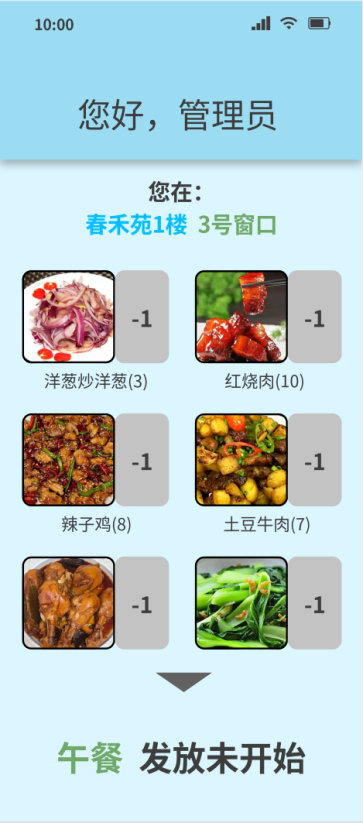 10:00
您好，管理员
您在：
春禾苑1楼 3号窗口
-1 -1
洋葱炒洋葱(3) 红烧肉(10)
-1 -1
辣子鸡(8) 土豆牛肉(7)
-1 -1
午餐 发放未开始